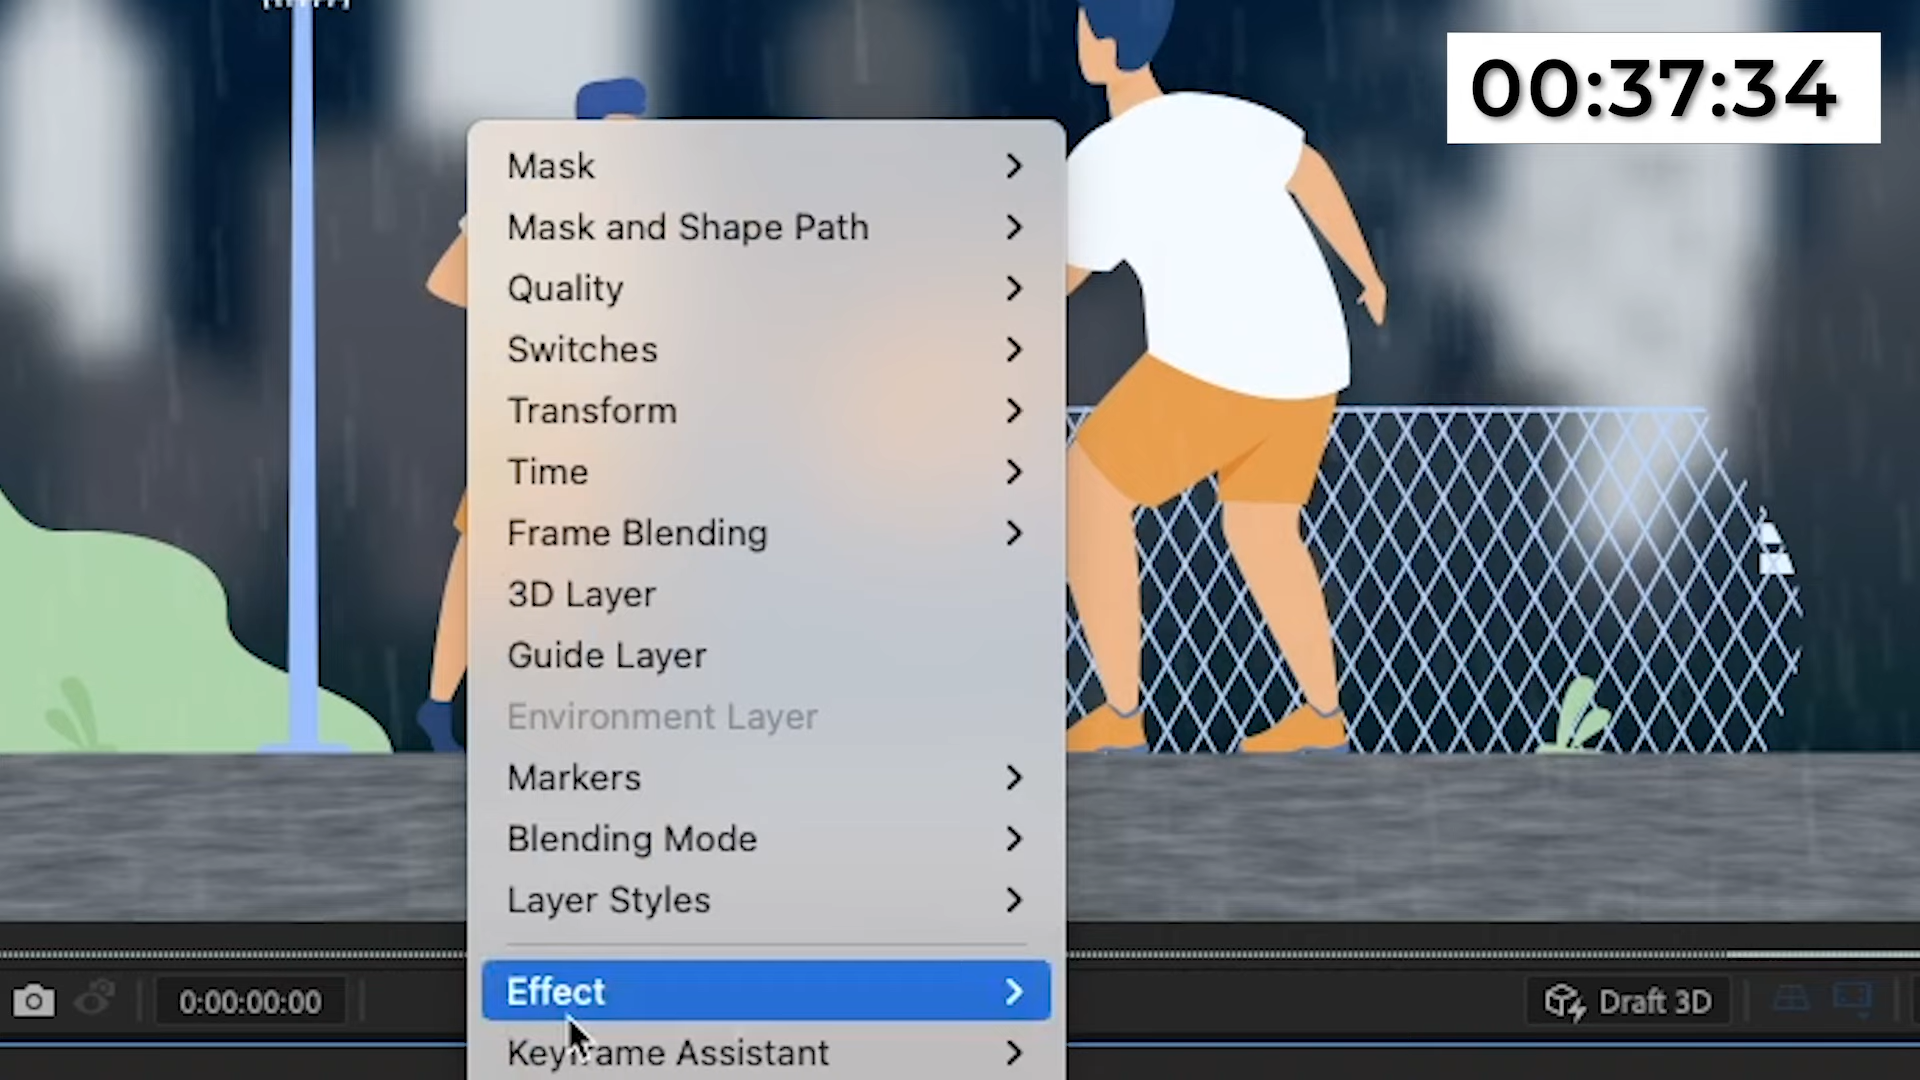 00:37:34
Mask
Mask and Shape Path
Quality
Switches
Transform
Time
Frame Blending
3D Layer
Guide Layer
Environment Layer
Markers
Blending Mode
Layer Styles
Effect
Keyframe Assistant
0:00:00:00
Draft 3D